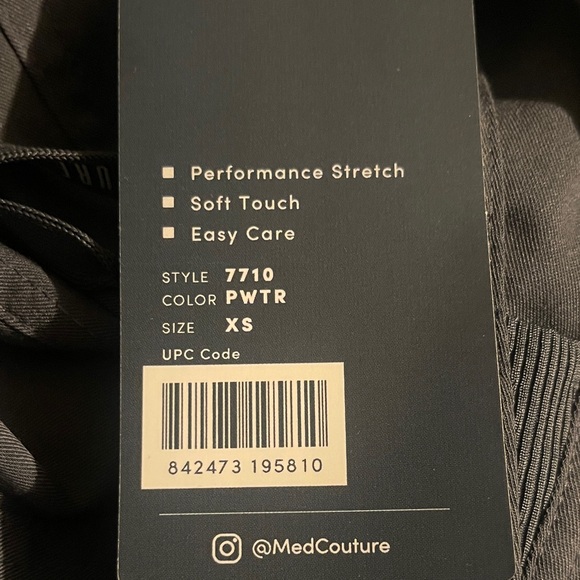 Performance Stretch
Soft Touch
Easy Care
STYLE 7710
COLOR PWTR
SIZE XS
UPC Code
842473 195810
@MedCouture